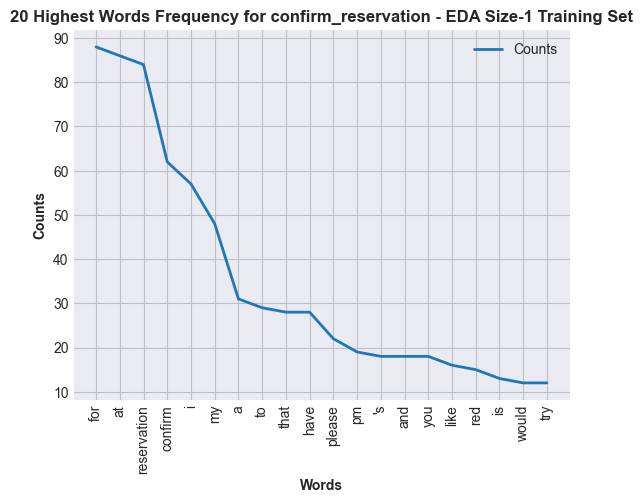 20 Highest Words Frequency for confirm_reservation - EDA Size-1 Training Set
Counts
90
80
70
60
50
40
30
20
10
Counts
for
at
reservation
confirm
i
my
a
to
that
have
please
pm
's
and
you
like
red
is
would
try
Words